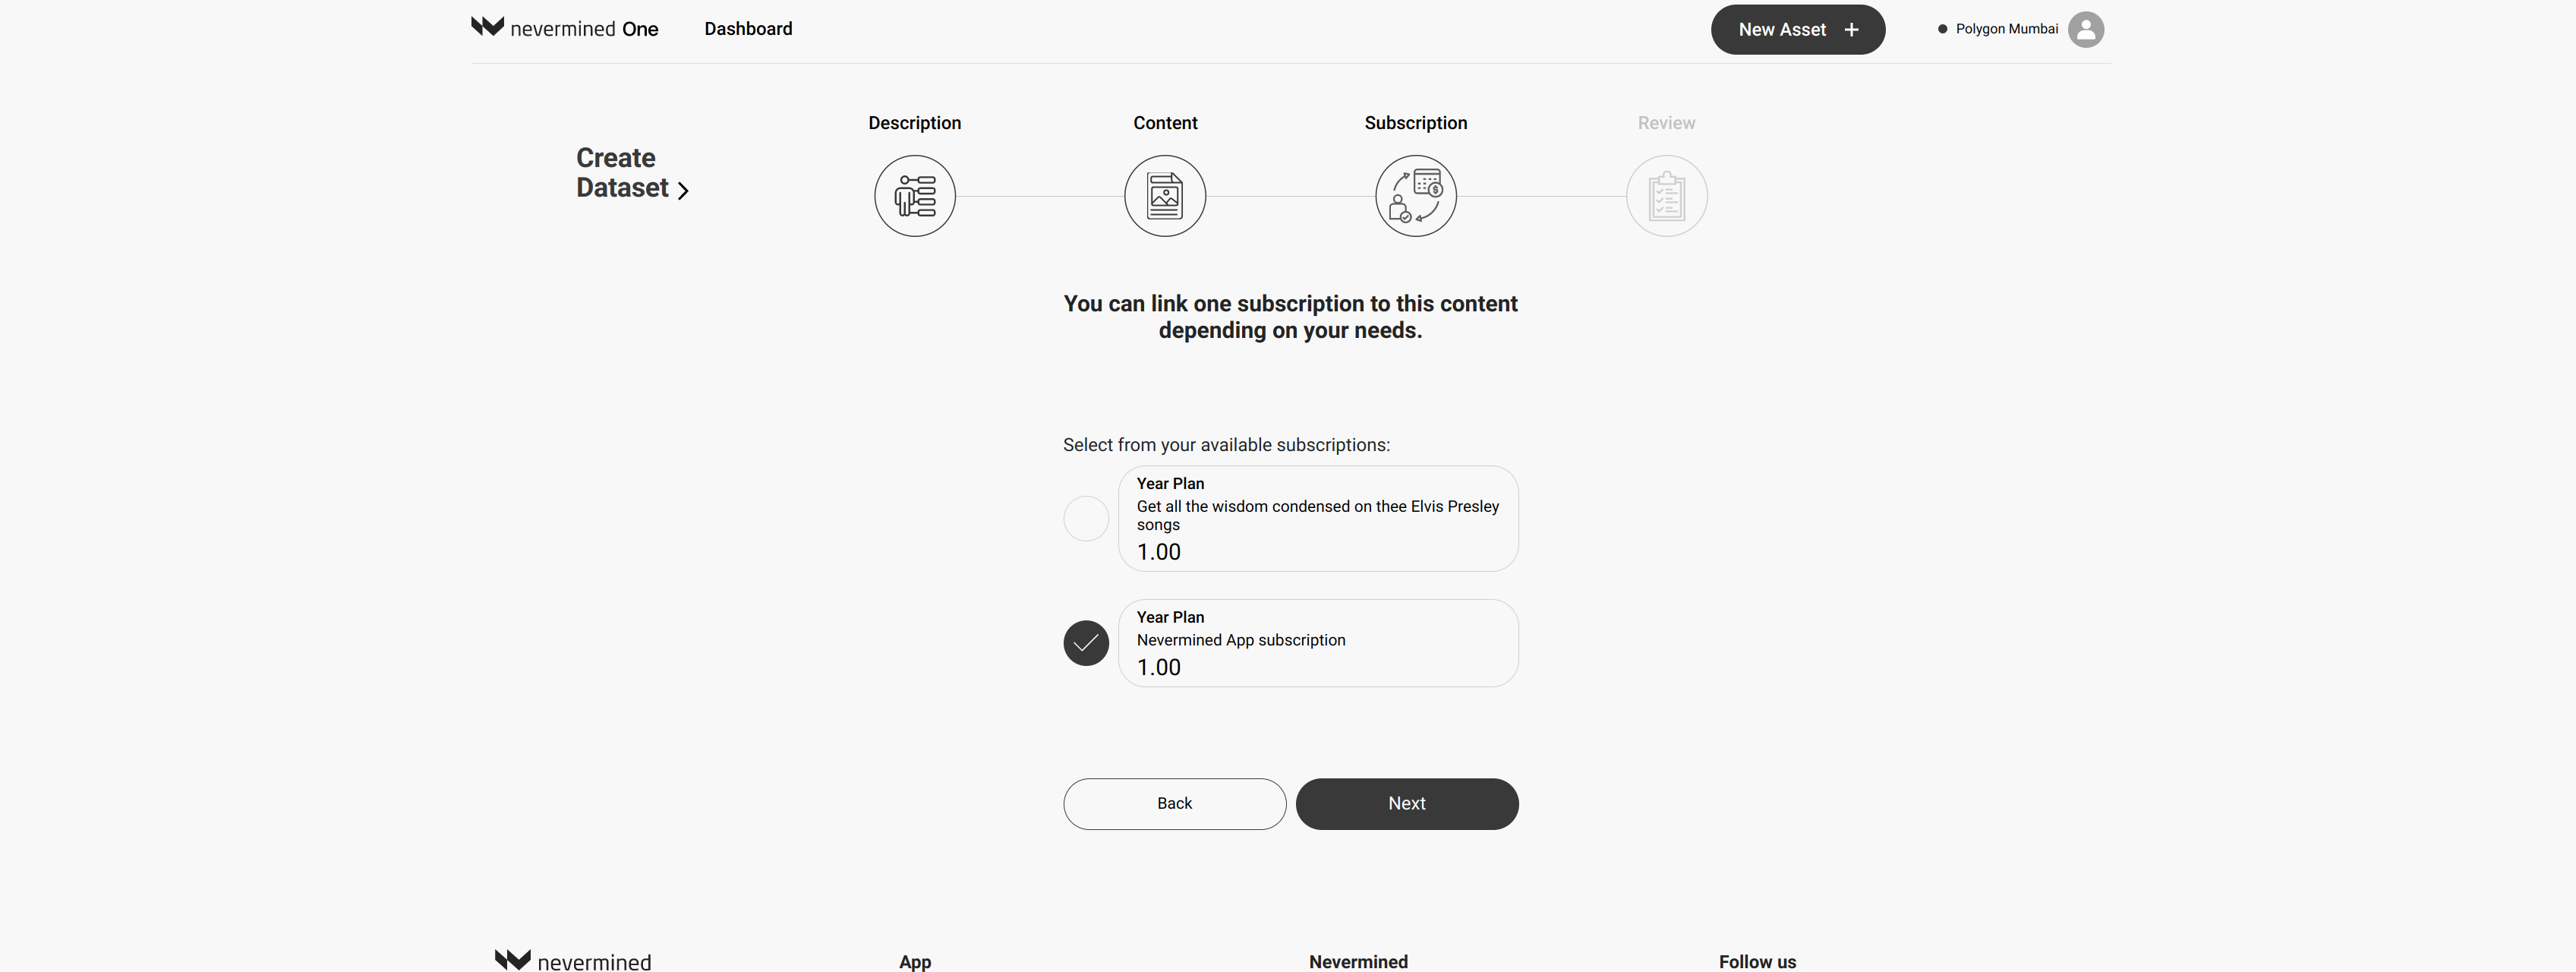 nevermined One
Dashboard
New Asset +
Polygon Mumbai
Create
Dataset
Description
Content
Subscription
Review
You can link one subscription to this content
depending on your needs.
Select from your available subscriptions:
Year Plan
Get all the wisdom condensed on thee Elvis Presley
songs
1.00
Year Plan
Nevermined App subscription
1.00
Back
Next
nevermined
App
Nevermined
Follow us